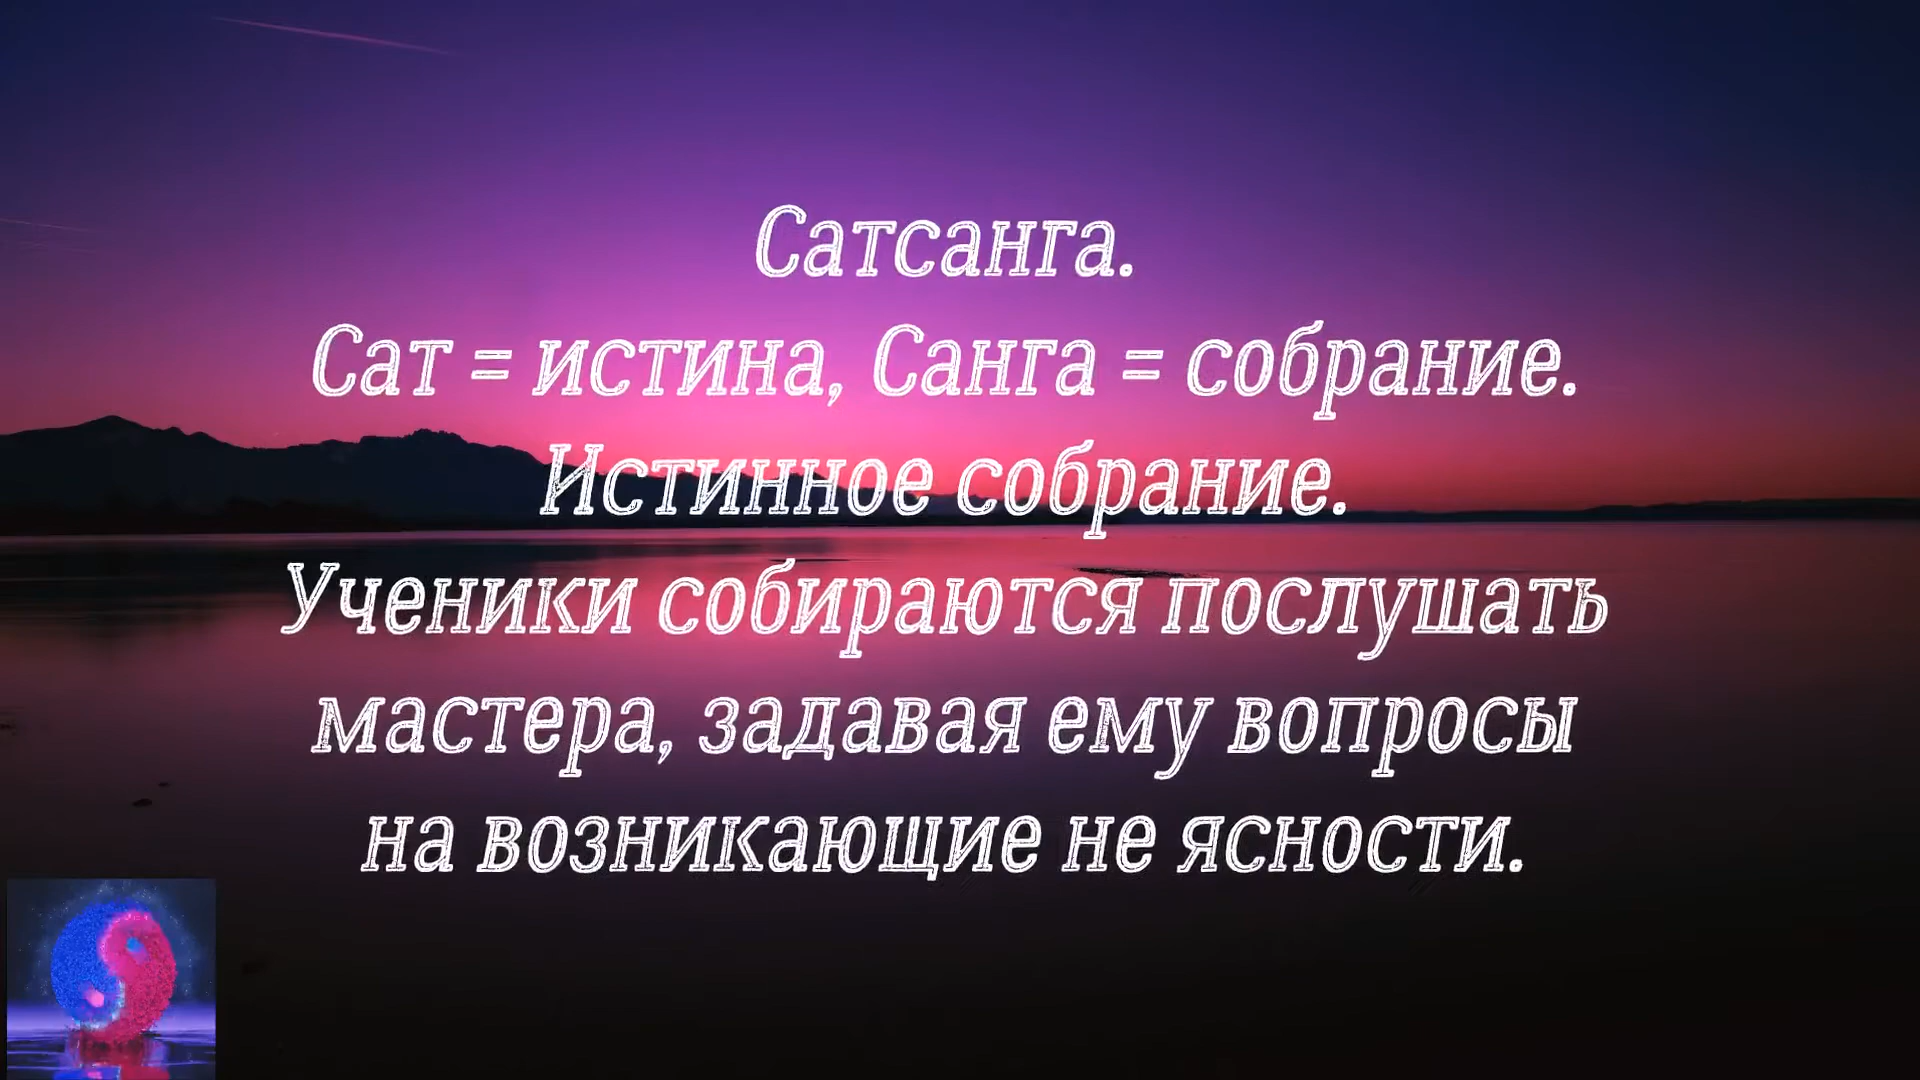 Сатсанга.
Сат = истина, Санга = собрание.
Истинное собрание.
Ученики собираются послушать
мастера, задавая ему вопросы
на возникающие не ясности.